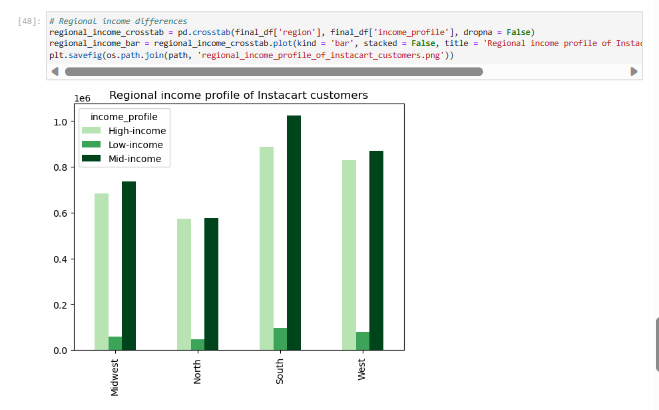 [48]: # Regional income differences
regional_income_crosstab = pd.crosstab(final_df['region'], final_df['income_profile'], dropna = False)
regional_income_bar = regional_income_crosstab.plot(kind = 'bar', stacked = False, title = 'Regional income profile of Instac
plt.savefig(os.path.join(path, 'regional_income_profile_of_instacart_customers.png'))
1e6
Regional income profile of Instacart customers
income_profile
High-income
Low-income
Mid-income
1.0
0.8
0.6
0.4
0.2
0.0
Midwest
North
South
West